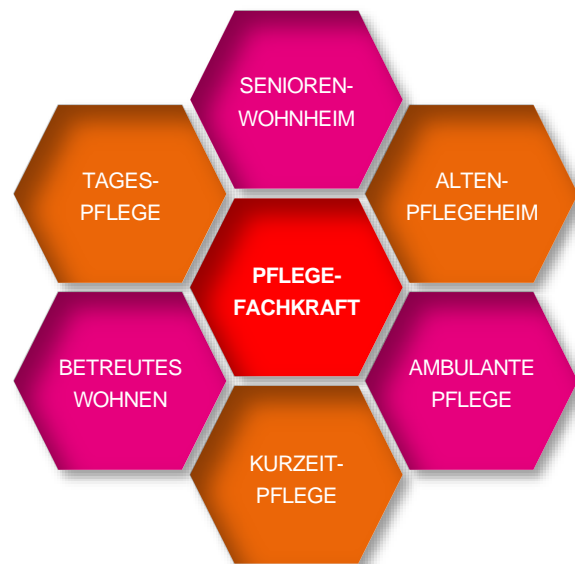 SENIOREN-
WOHNHEIM
TAGES-
PFLEGE
ALTEN-
PFLEGEHEIM
PFLEGE-
FACHKRAFT
BETREUTES
WOHNEN
AMBULANTE
PFLEGE
KURZEIT-
PFLEGE